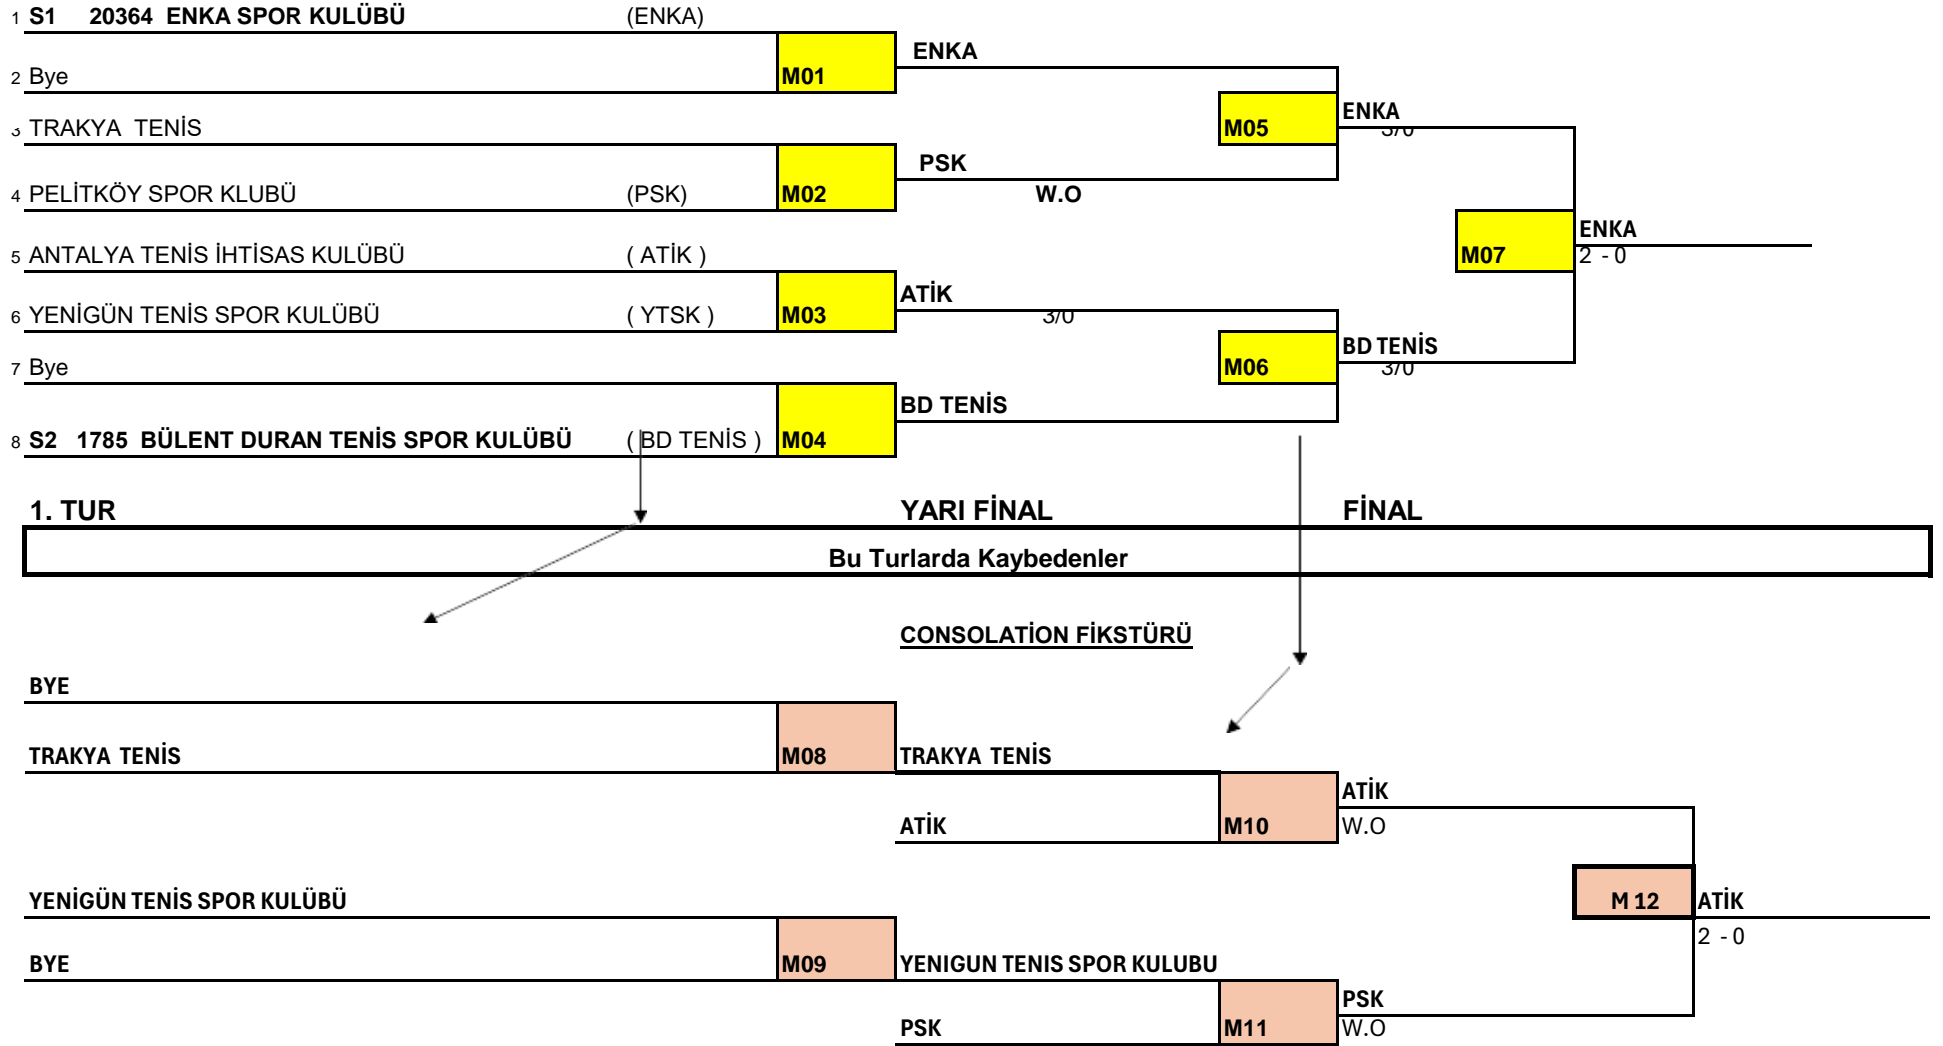 1 S1 20364 ENKA SPOR KULÜBÜ (ENKA)
ENKA
2 Bye M01
ENKA
3 TRAKYA TENİS M05 3/0
PSK
4 PELİTKÖY SPOR KLUBÜ (PSK) M02 W.O
ENKA
5 ANTALYA TENİS İHTİSAS KULÜBÜ ( ATİK ) M07 2 - 0
ATİK
6 YENİGÜN TENİS SPOR KULÜBÜ ( YTSK ) M03 3/0
BD TENİS
7 Bye M06 3/0
BD TENİS
8 S2 1785 BÜLENT DURAN TENİS SPOR KULÜBÜ ( BD TENİS ) M04
1. TUR YARI FİNAL FİNAL
Bu Turlarda Kaybedenler
CONSOLATİON FİKSTÜRÜ
BYE
TRAKYA TENİS M08 TRAKYA TENİS
ATİK
ATİK M10 W.O
YENİGÜN TENİS SPOR KULÜBÜ M 12 ATİK
2 - 0
BYE M09 YENIGUN TENIS SPOR KULUBU
PSK
PSK M11 W.O